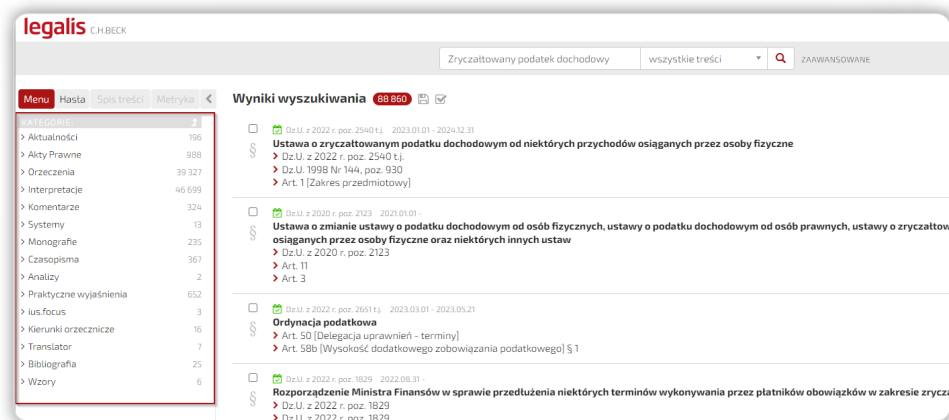 legalis C.H.BECK
Zryczałtowany podatek dochodowy wszystkie treści ZAAWANSOWANE
Menu Hasła Spis treści Metryka
KATEGORIE:
Aktualności 196
Akty Prawne 988
Orzeczenia 39 327
Interpretacje 46 699
Komentarze 324
Systemy 13
Monografie 235
Czasopisma 367
Analizy 2
Praktyczne wyjaśnienia 652
ius.focus 3
Kierunki orzecznicze 16
Translator 7
Bibliografia 25
Wzory 6
Wyniki wyszukiwania 88 860
Dz.U. z 2022 r. poz. 2540 t.j. 2023.01.01 - 2024.12.31
§ Ustawa o zryczałtowanym podatku dochodowym od niektórych przychodów osiąganych przez osoby fizyczne
Dz.U. z 2022 r. poz. 2540 t.j.
Dz.U. 1998 Nr 144, poz. 930
Art. 1 [Zakres przedmiotowy]
Dz.U. z 2020 r. poz. 2123 2021.01.01 -
§ Ustawa o zmianie ustawy o podatku dochodowym od osób fizycznych, ustawy o podatku dochodowym od osób prawnych, ustawy o zryczałtow
osiąganych przez osoby fizyczne oraz niektórych innych ustaw
Dz.U. z 2020 r. poz. 2123
Art. 11
Art. 3
Dz.U. z 2022 r. poz. 2651 t.j. 2023.03.01 - 2023.05.21
§ Ordynacja podatkowa
Art. 50 [Delegacja uprawnień - terminy]
Art. 58b [Wysokość dodatkowego zobowiązania podatkowego] § 1
Dz.U. z 2022 r. poz. 1829 2022.08.31 -
§ Rozporządzenie Ministra Finansów w sprawie przedłużenia niektórych terminów wykonywania przez płatników obowiązków w zakresie zrycza
Dz.U. z 2022 r. poz. 1829
Dz.U. z 2022 r. poz. 1829